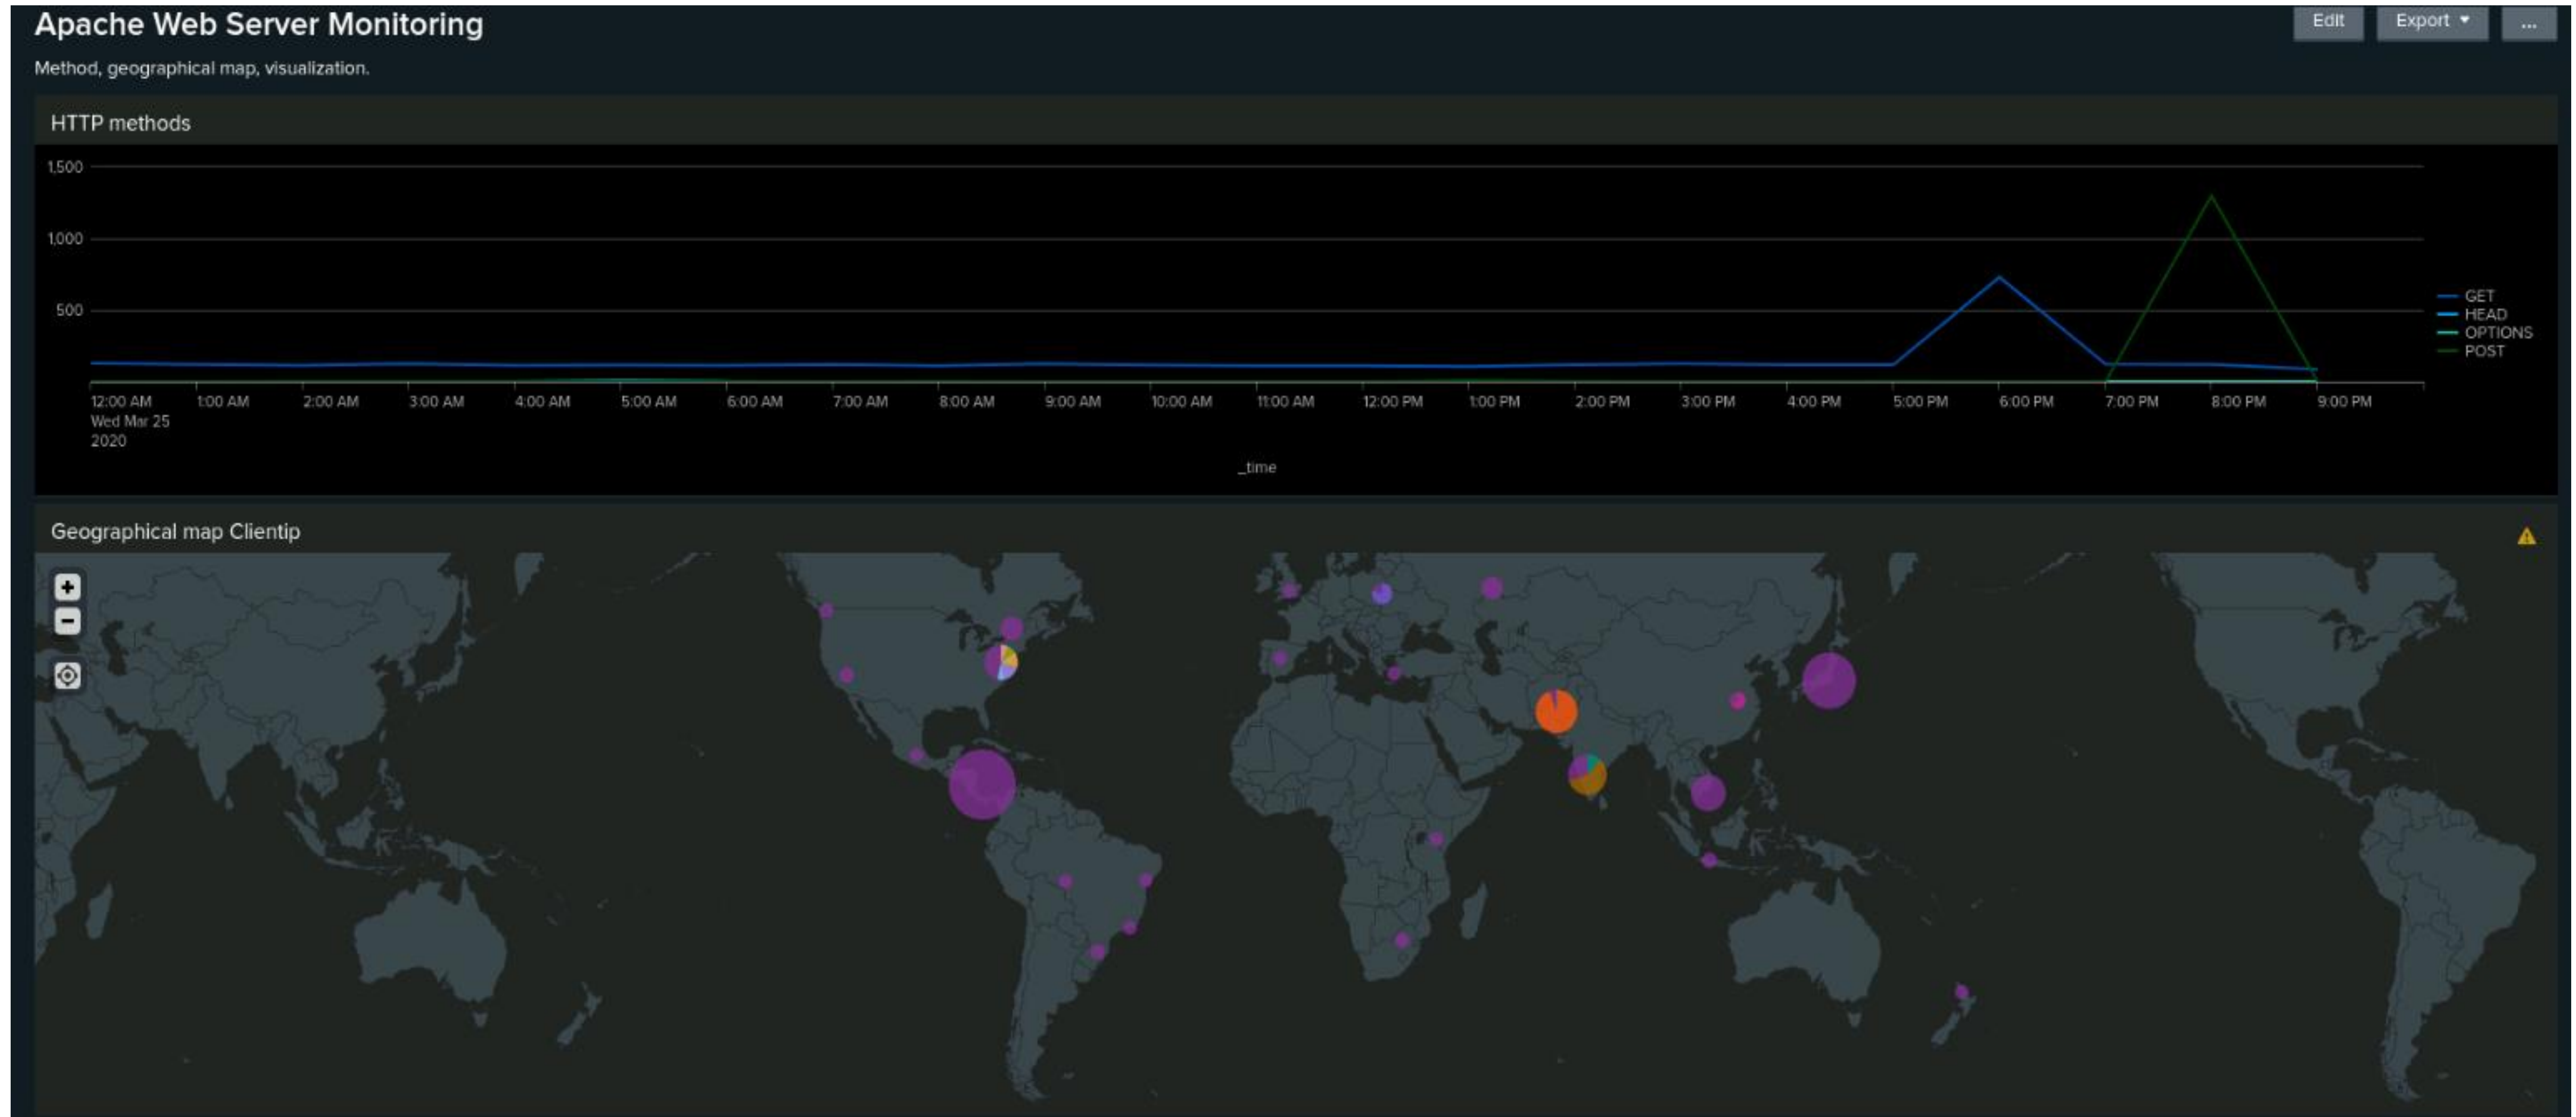 Apache Web Server Monitoring
Edit
Export
...
Method, geographical map, visualization.
HTTP methods
1,500
1,000
500
GET
HEAD
OPTIONS
POST
12:00 AM 1:00 AM 2:00 AM 3:00 AM 4:00 AM 5:00 AM 6:00 AM 7:00 AM 8:00 AM 9:00 AM 10:00 AM 11:00 AM 12:00 PM 1:00 PM 2:00 PM 3:00 PM 4:00 PM 5:00 PM 6:00 PM 7:00 PM 8:00 PM 9:00 PM
Wed Mar 25
2020
_time
Geographical map Clientip
+
−